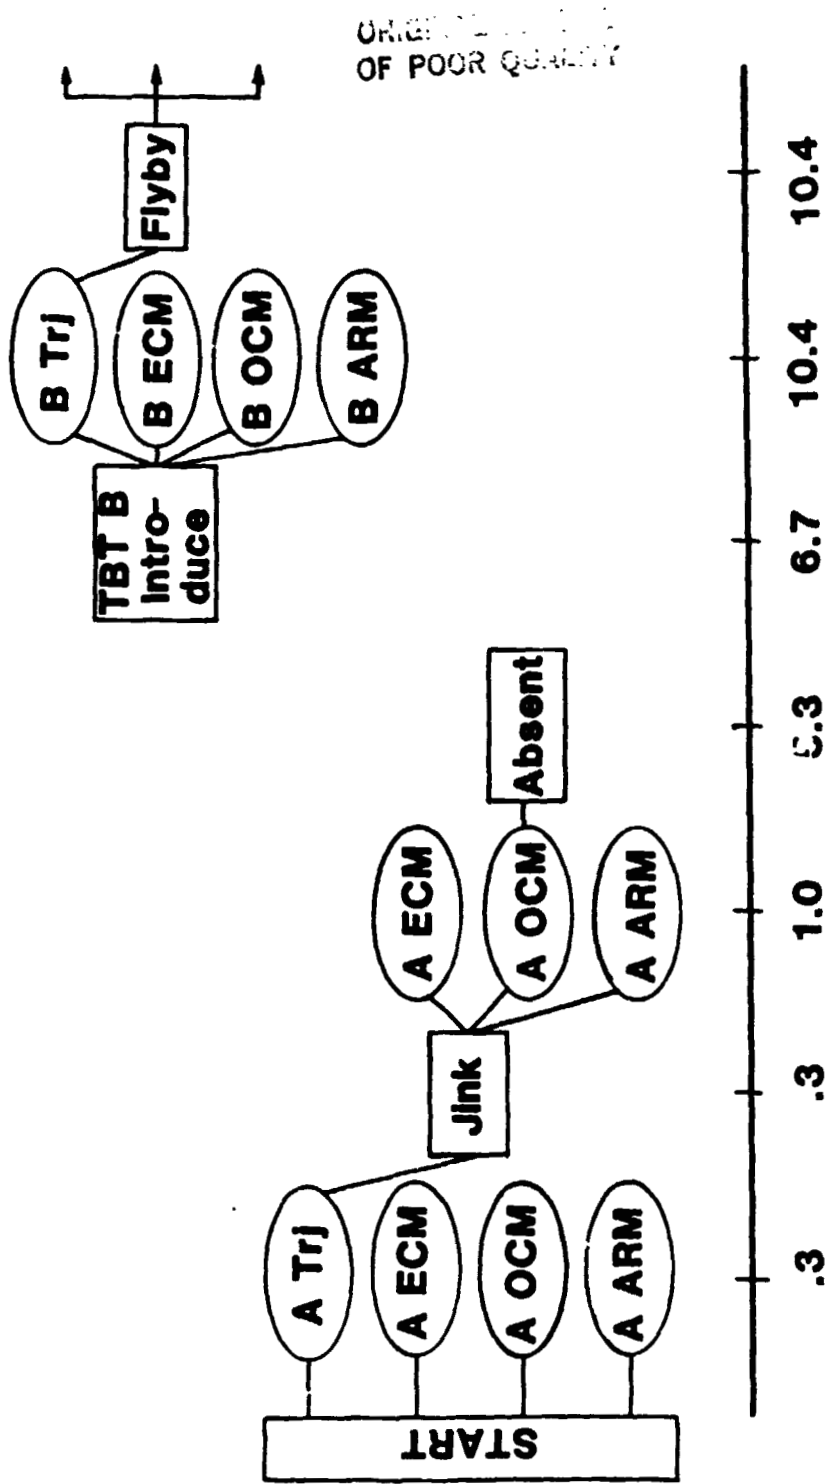 OF POOR QUALITY
START
A Trj
A ECM
A OCM
A ARM
Jink
A ECM
A OCM
A ARM
Absent
TBT B
Intro-
duce
B Trj
B ECM
B OCM
B ARM
Flyby
.3
.3
1.0
.3
6.7
10.4
10.4